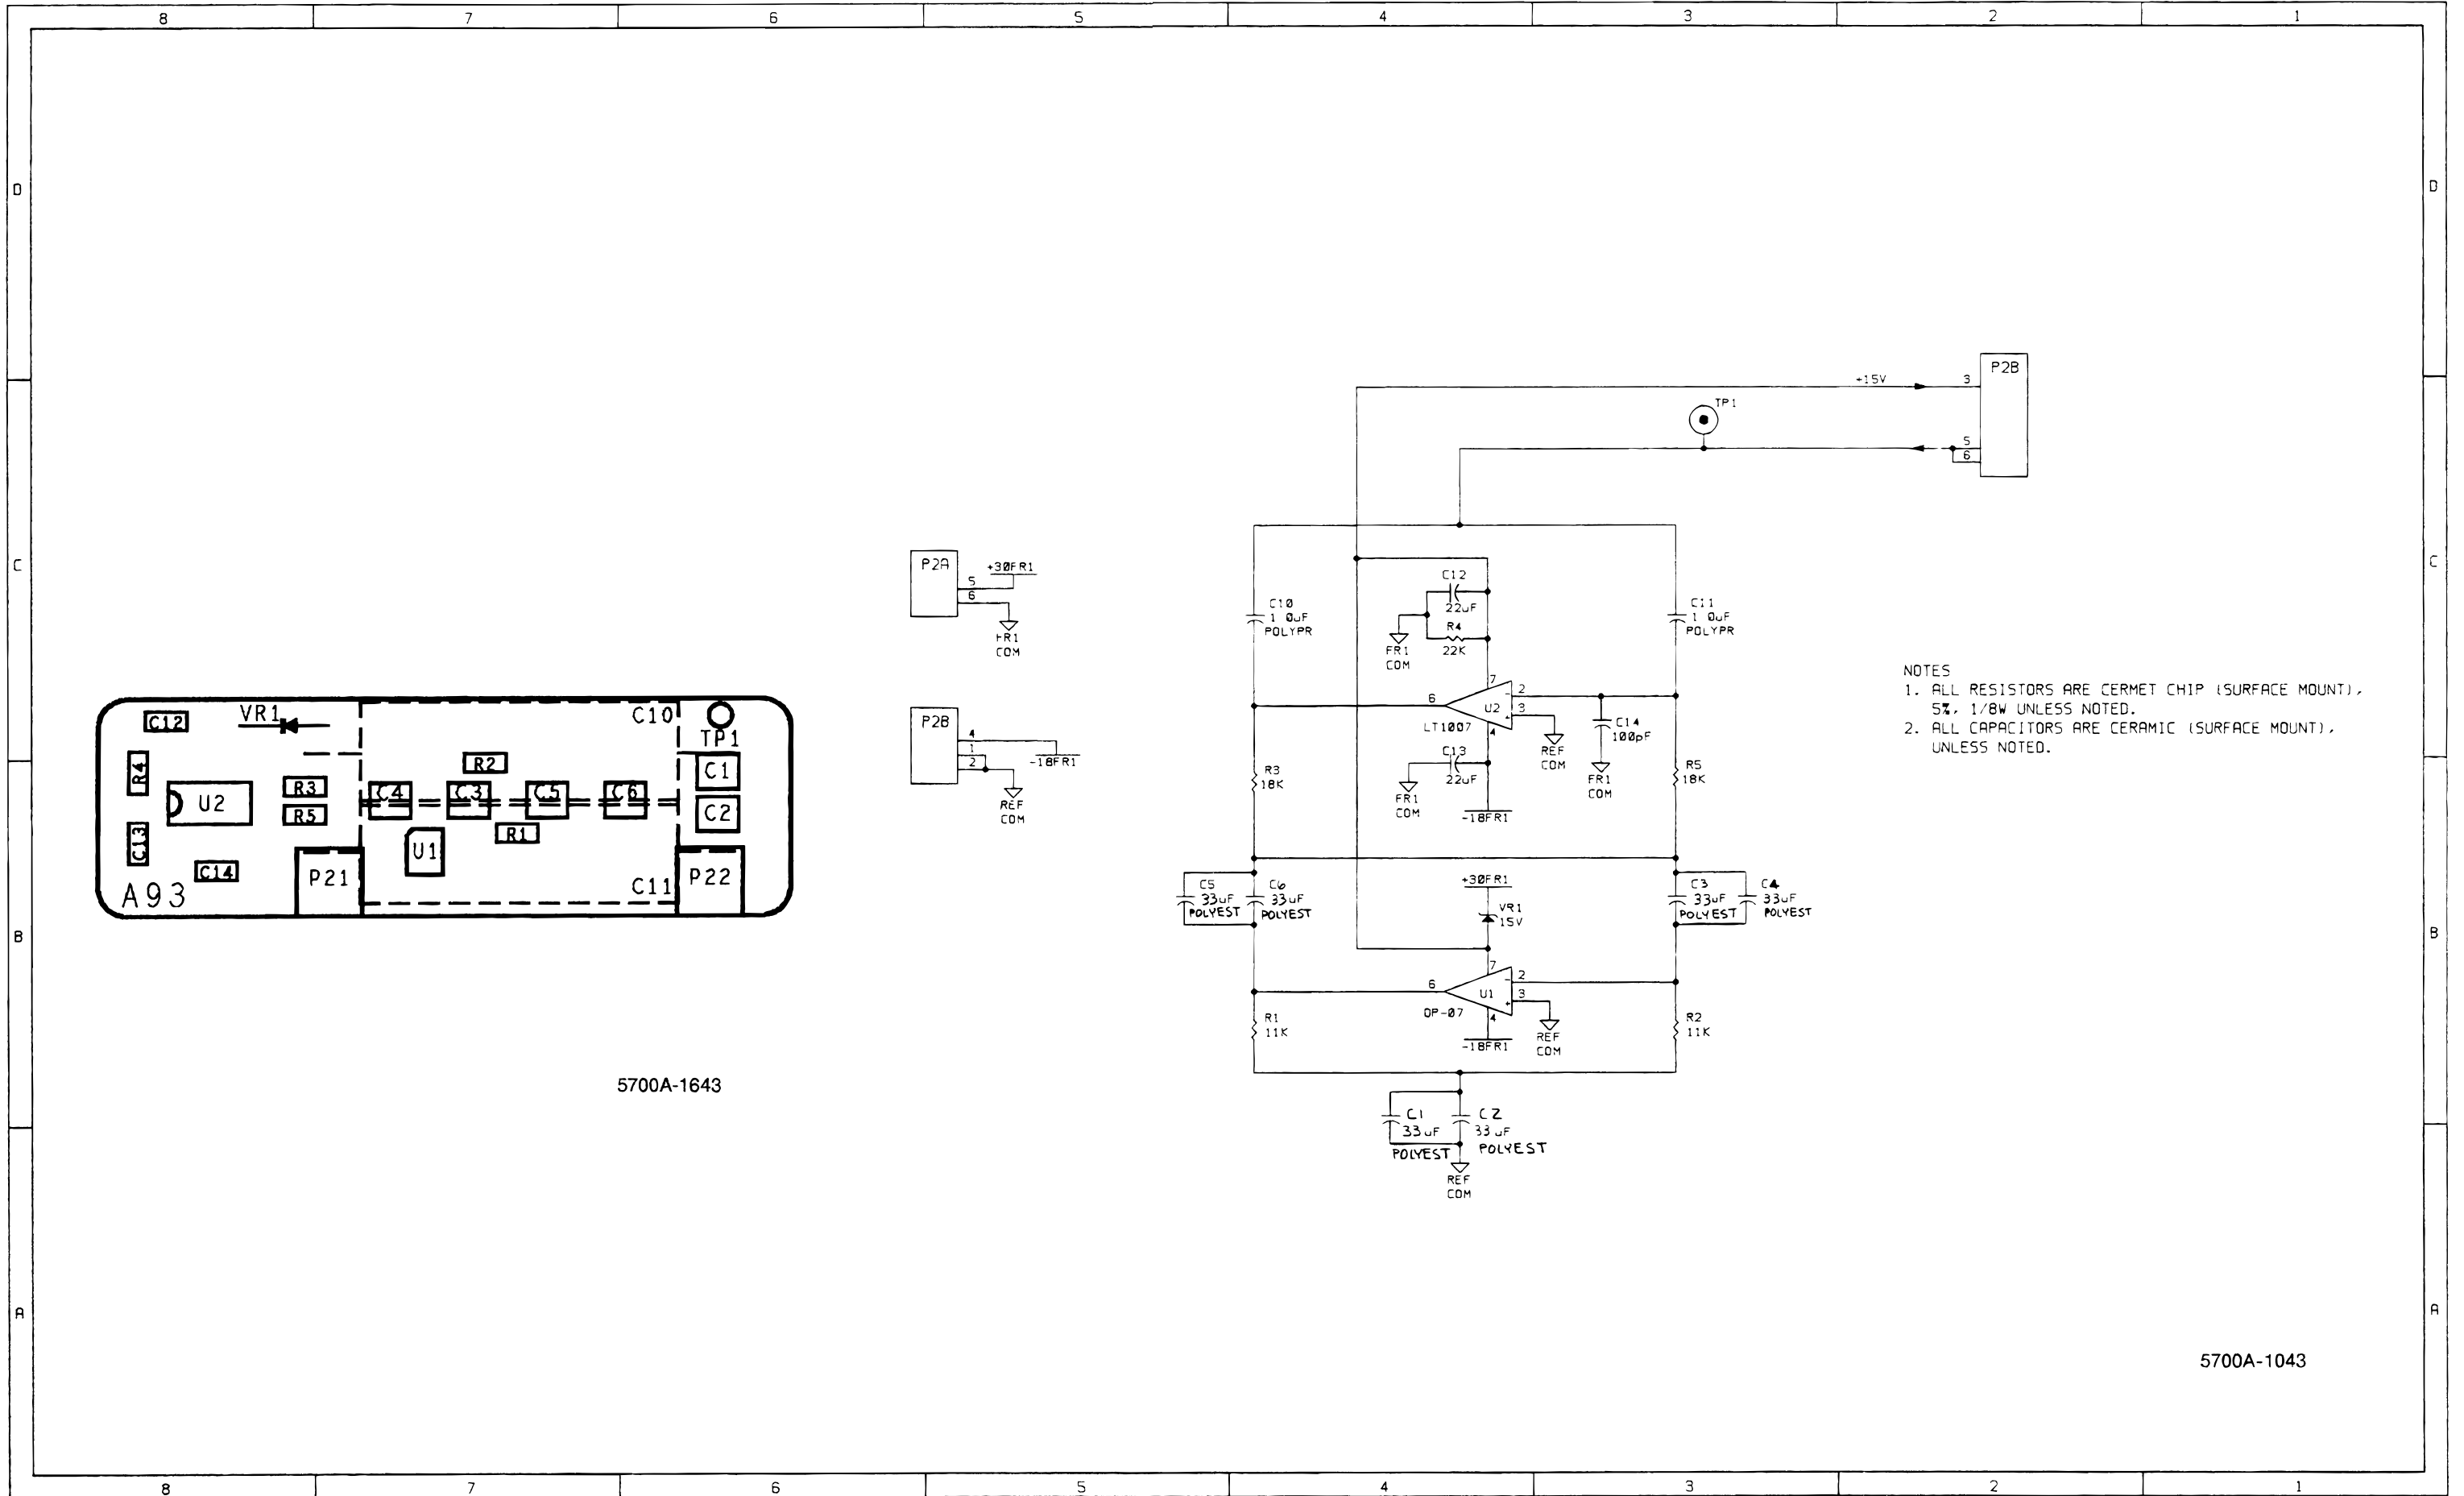 8 7 6 5 4 3 2 1
D
D
+15V
3
P2B
TP1
5
6
C
C
P2A
5
+30FR1
6
FR1
COM
C12
22uF
R4
22K
FR1
COM
C10
1 0uF
POLYPR
C11
1 0uF
POLYPR
NOTES
1. ALL RESISTORS ARE CERMET CHIP (SURFACE MOUNT),
5%, 1/8W UNLESS NOTED.
2. ALL CAPACITORS ARE CERAMIC (SURFACE MOUNT),
UNLESS NOTED.
7
6
2
U2
3
LT1007
4
REF
COM
C14
100pF
FR1
COM
C13
22uF
FR1
COM
-18FR1
P2B
4
1
2
-18FR1
REF
COM
C12
VR1
C10
TP1
R4
R2
C1
U2
R3
C4
C3
C5
C6
R5
C2
R1
C13
U1
C14
P21
C11
P22
A93
R3
18K
R5
18K
C5
33uF
POLYEST
C6
33uF
POLYEST
+30FR1
VR1
15V
C3
33uF
POLYEST
C4
33uF
POLYEST
B
B
7
6
2
U1
3
OP-07
4
REF
COM
-18FR1
R1
11K
R2
11K
5700A-1643
C1
33uF
POLYEST
C2
33uF
POLYEST
REF
COM
A
A
5700A-1043
8 7 6 5 4 3 2 1